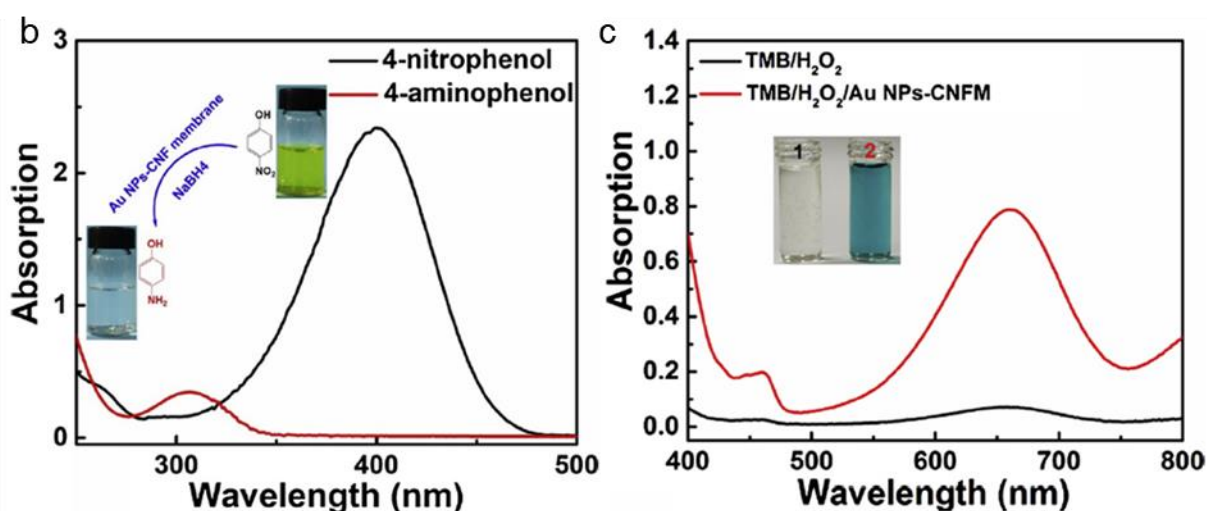 b
3
2
1
0
Absorption
300
400
500
Wavelength (nm)
4-nitrophenol
4-aminophenol
Au NPs-CNF membrane
NaBH4
OH
NO₂
OH
NH₂
c
1.4
1.2
1.0
0.8
0.6
0.4
0.2
0.0
Absorption
400
500
600
700
800
Wavelength (nm)
TMB/H₂O₂
TMB/H₂O₂/Au NPs-CNFM
1
2